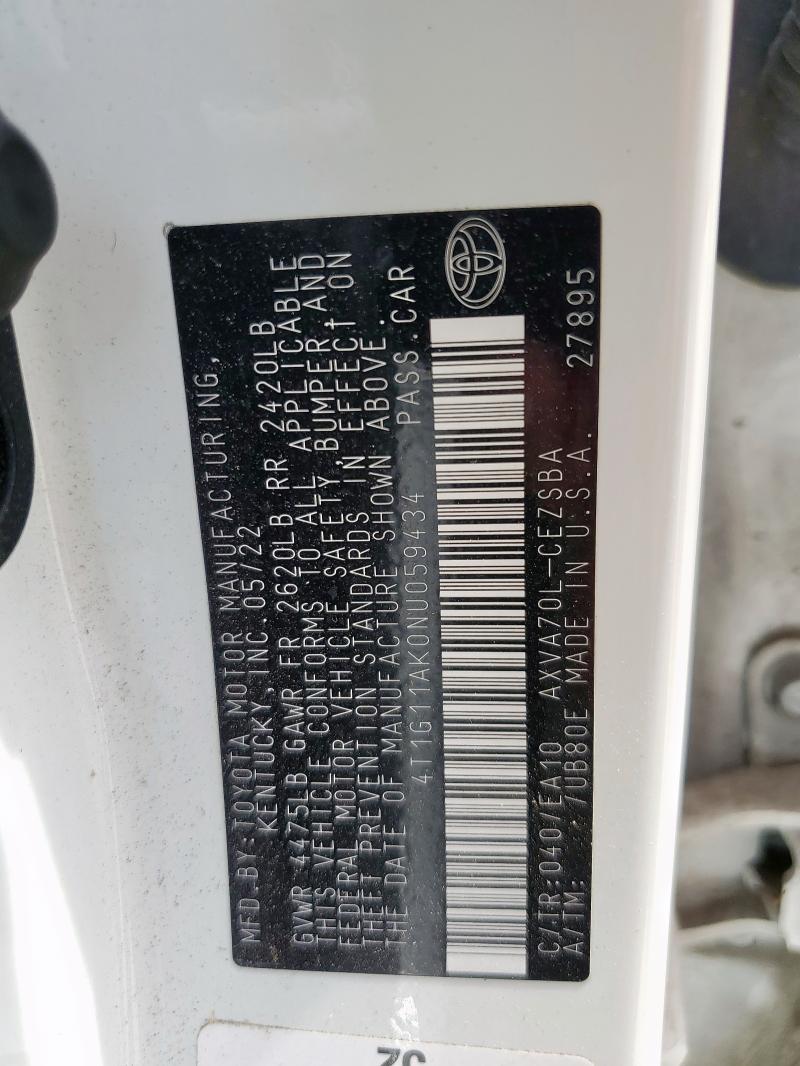 MFD.BY:TOYOTA MOTOR MANUFACTURING,
KENTUCKY,INC.05/22
GVWR 4475LB GAWR FR 2620LB RR 2420LB
THIS VEHICLE CONFORMS TO ALL APPLICABLE
FEDERAL MOTOR VEHICLE SAFETY,BUMPER,AND
THEFT PREVENTION STANDARDS IN EFFECT ON
THE DATE OF MANUFACTURE SHOWN ABOVE.
4T1G11AK0NU059434 PASS.CAR
C/TR:040/EA10 AXVA70L-CEZSBA
A/TM: /UB80E MADE IN U.S.A. 27895